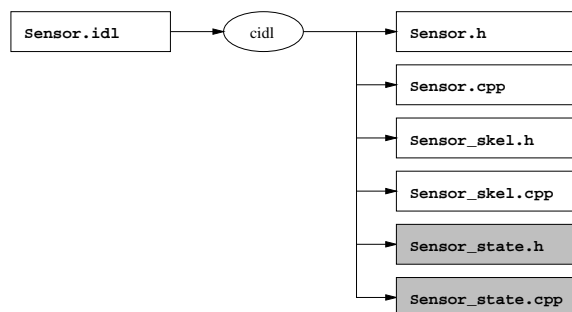 Sensor.idl
cidl
Sensor.h
Sensor.cpp
Sensor_skel.h
Sensor_skel.cpp
Sensor_state.h
Sensor_state.cpp